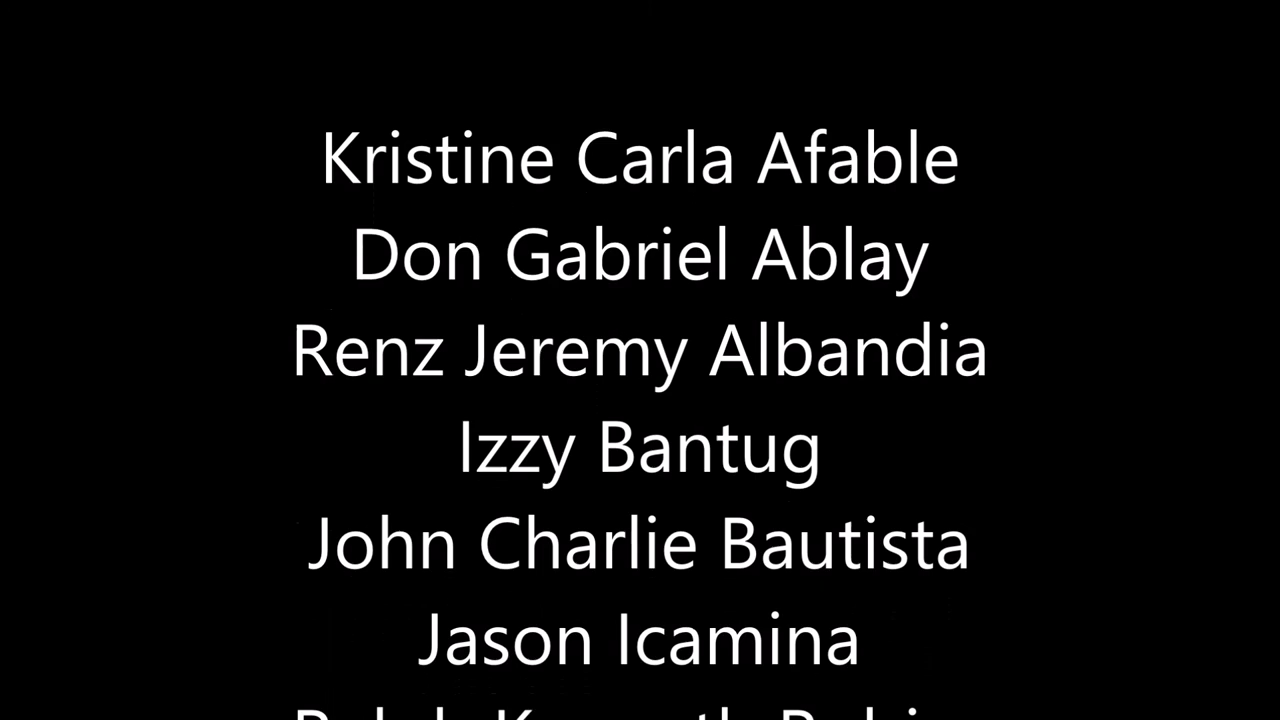 Kristine Carla Afable
Don Gabriel Ablay
Renz Jeremy Albandia
Izzy Bantug
John Charlie Bautista
Jason Icamina